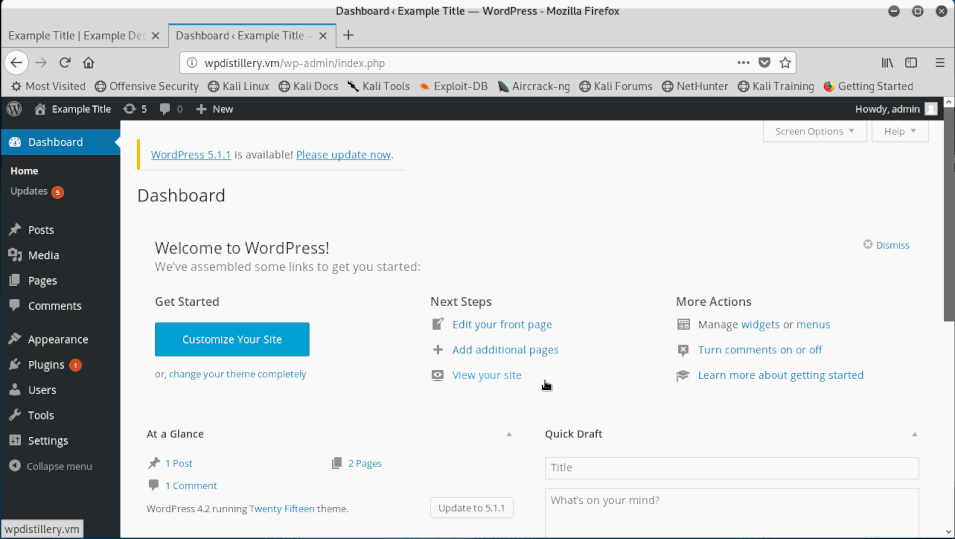 Dashboard ‹ Example Title — WordPress - Mozilla Firefox
Example Title | Example De
Dashboard ‹ Example Title –
wpdistillery.vm/wp-admin/index.php
Most Visited Offensive Security Kali Linux Kali Docs Kali Tools Exploit-DB Aircrack-ng Kali Forums NetHunter Kali Training Getting Started
Example Title 5 0 New Howdy, admin
Screen Options Help
Dashboard
Home
Updates 5
Posts
Media
Pages
Comments
Appearance
Plugins 1
Users
Tools
Settings
Collapse menu
WordPress 5.1.1 is available! Please update now.
Dashboard
Welcome to WordPress!
Dismiss
We've assembled some links to get you started:
Get Started
Customize Your Site
or, change your theme completely
Next Steps
Edit your front page
Add additional pages
View your site
More Actions
Manage widgets or menus
Turn comments on or off
Learn more about getting started
At a Glance
1 Post
2 Pages
1 Comment
WordPress 4.2 running Twenty Fifteen theme.
Update to 5.1.1
Quick Draft
Title
What's on your mind?
wpdistillery.vm